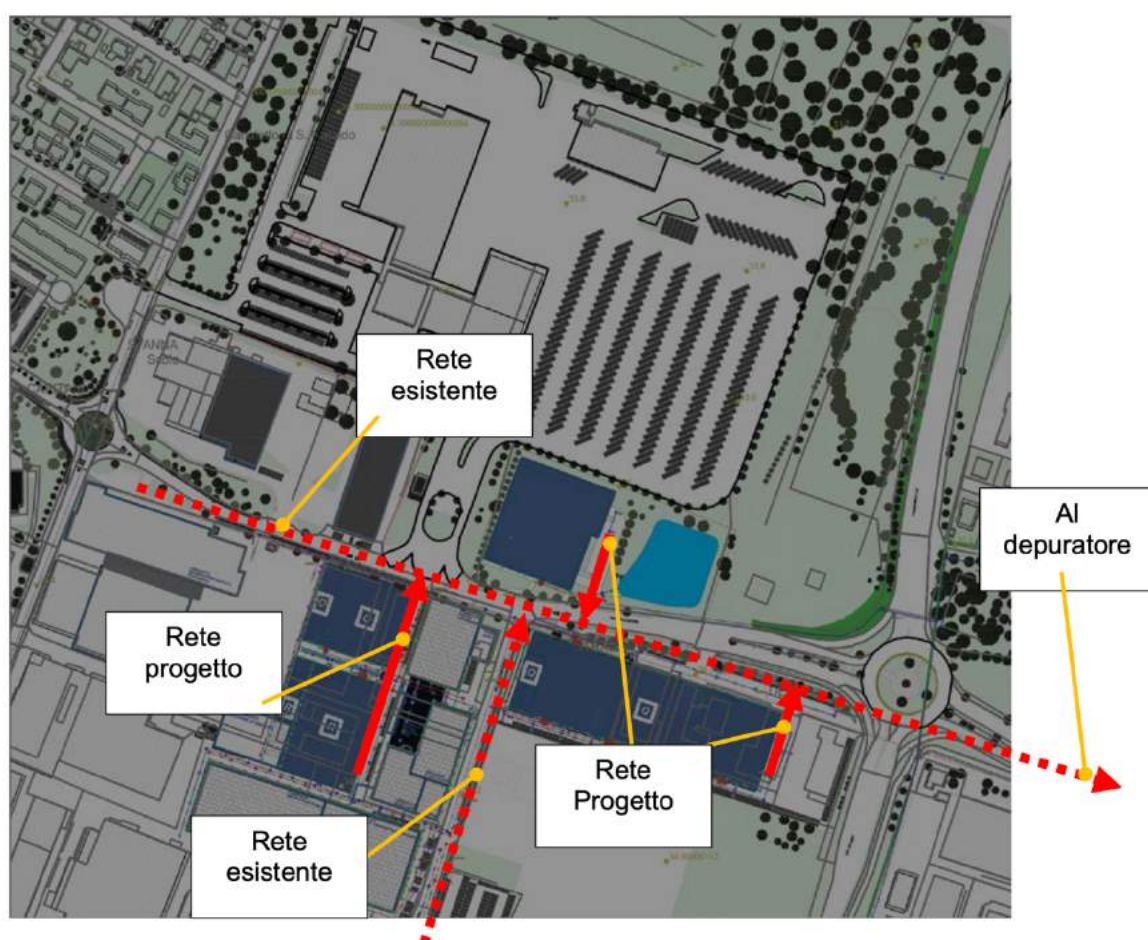 Rete
esistente
Al
depuratore
Rete
progetto
Rete
Progetto
Rete
esistente